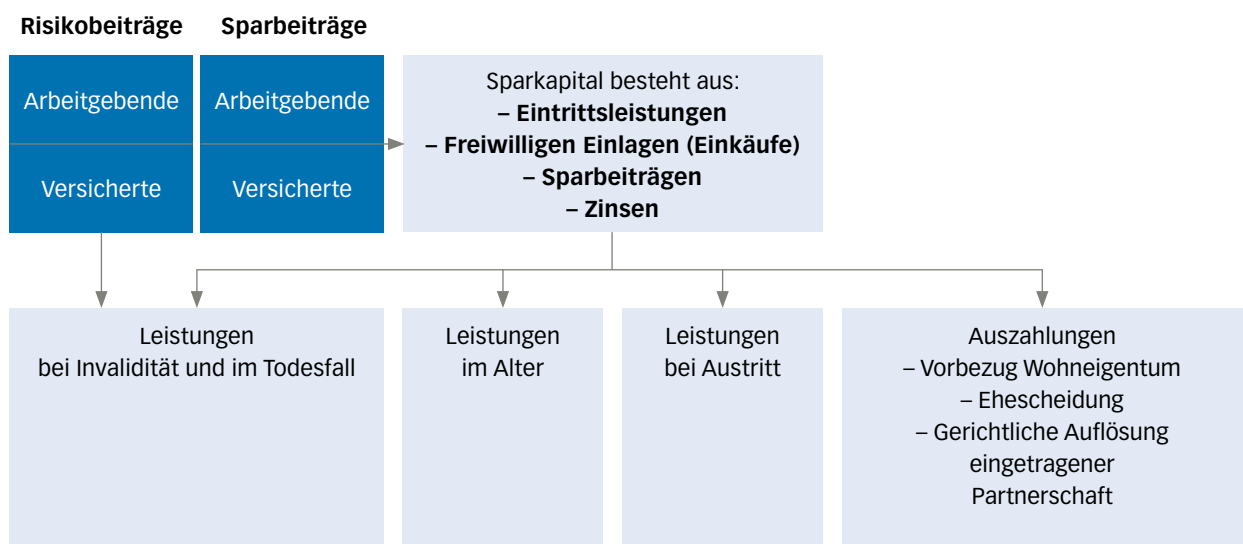 Risikobeiträge
Sparbeiträge
Arbeitgebende
Versicherte
Arbeitgebende
Versicherte
Sparkapital besteht aus:
– Eintrittsleistungen
– Freiwilligen Einlagen (Einkäufe)
– Sparbeiträgen
– Zinsen
Leistungen
bei Invalidität und im Todesfall
Leistungen
im Alter
Leistungen
bei Austritt
Auszahlungen
– Vorbezug Wohneigentum
– Ehescheidung
– Gerichtliche Auflösung
eingetragener
Partnerschaft